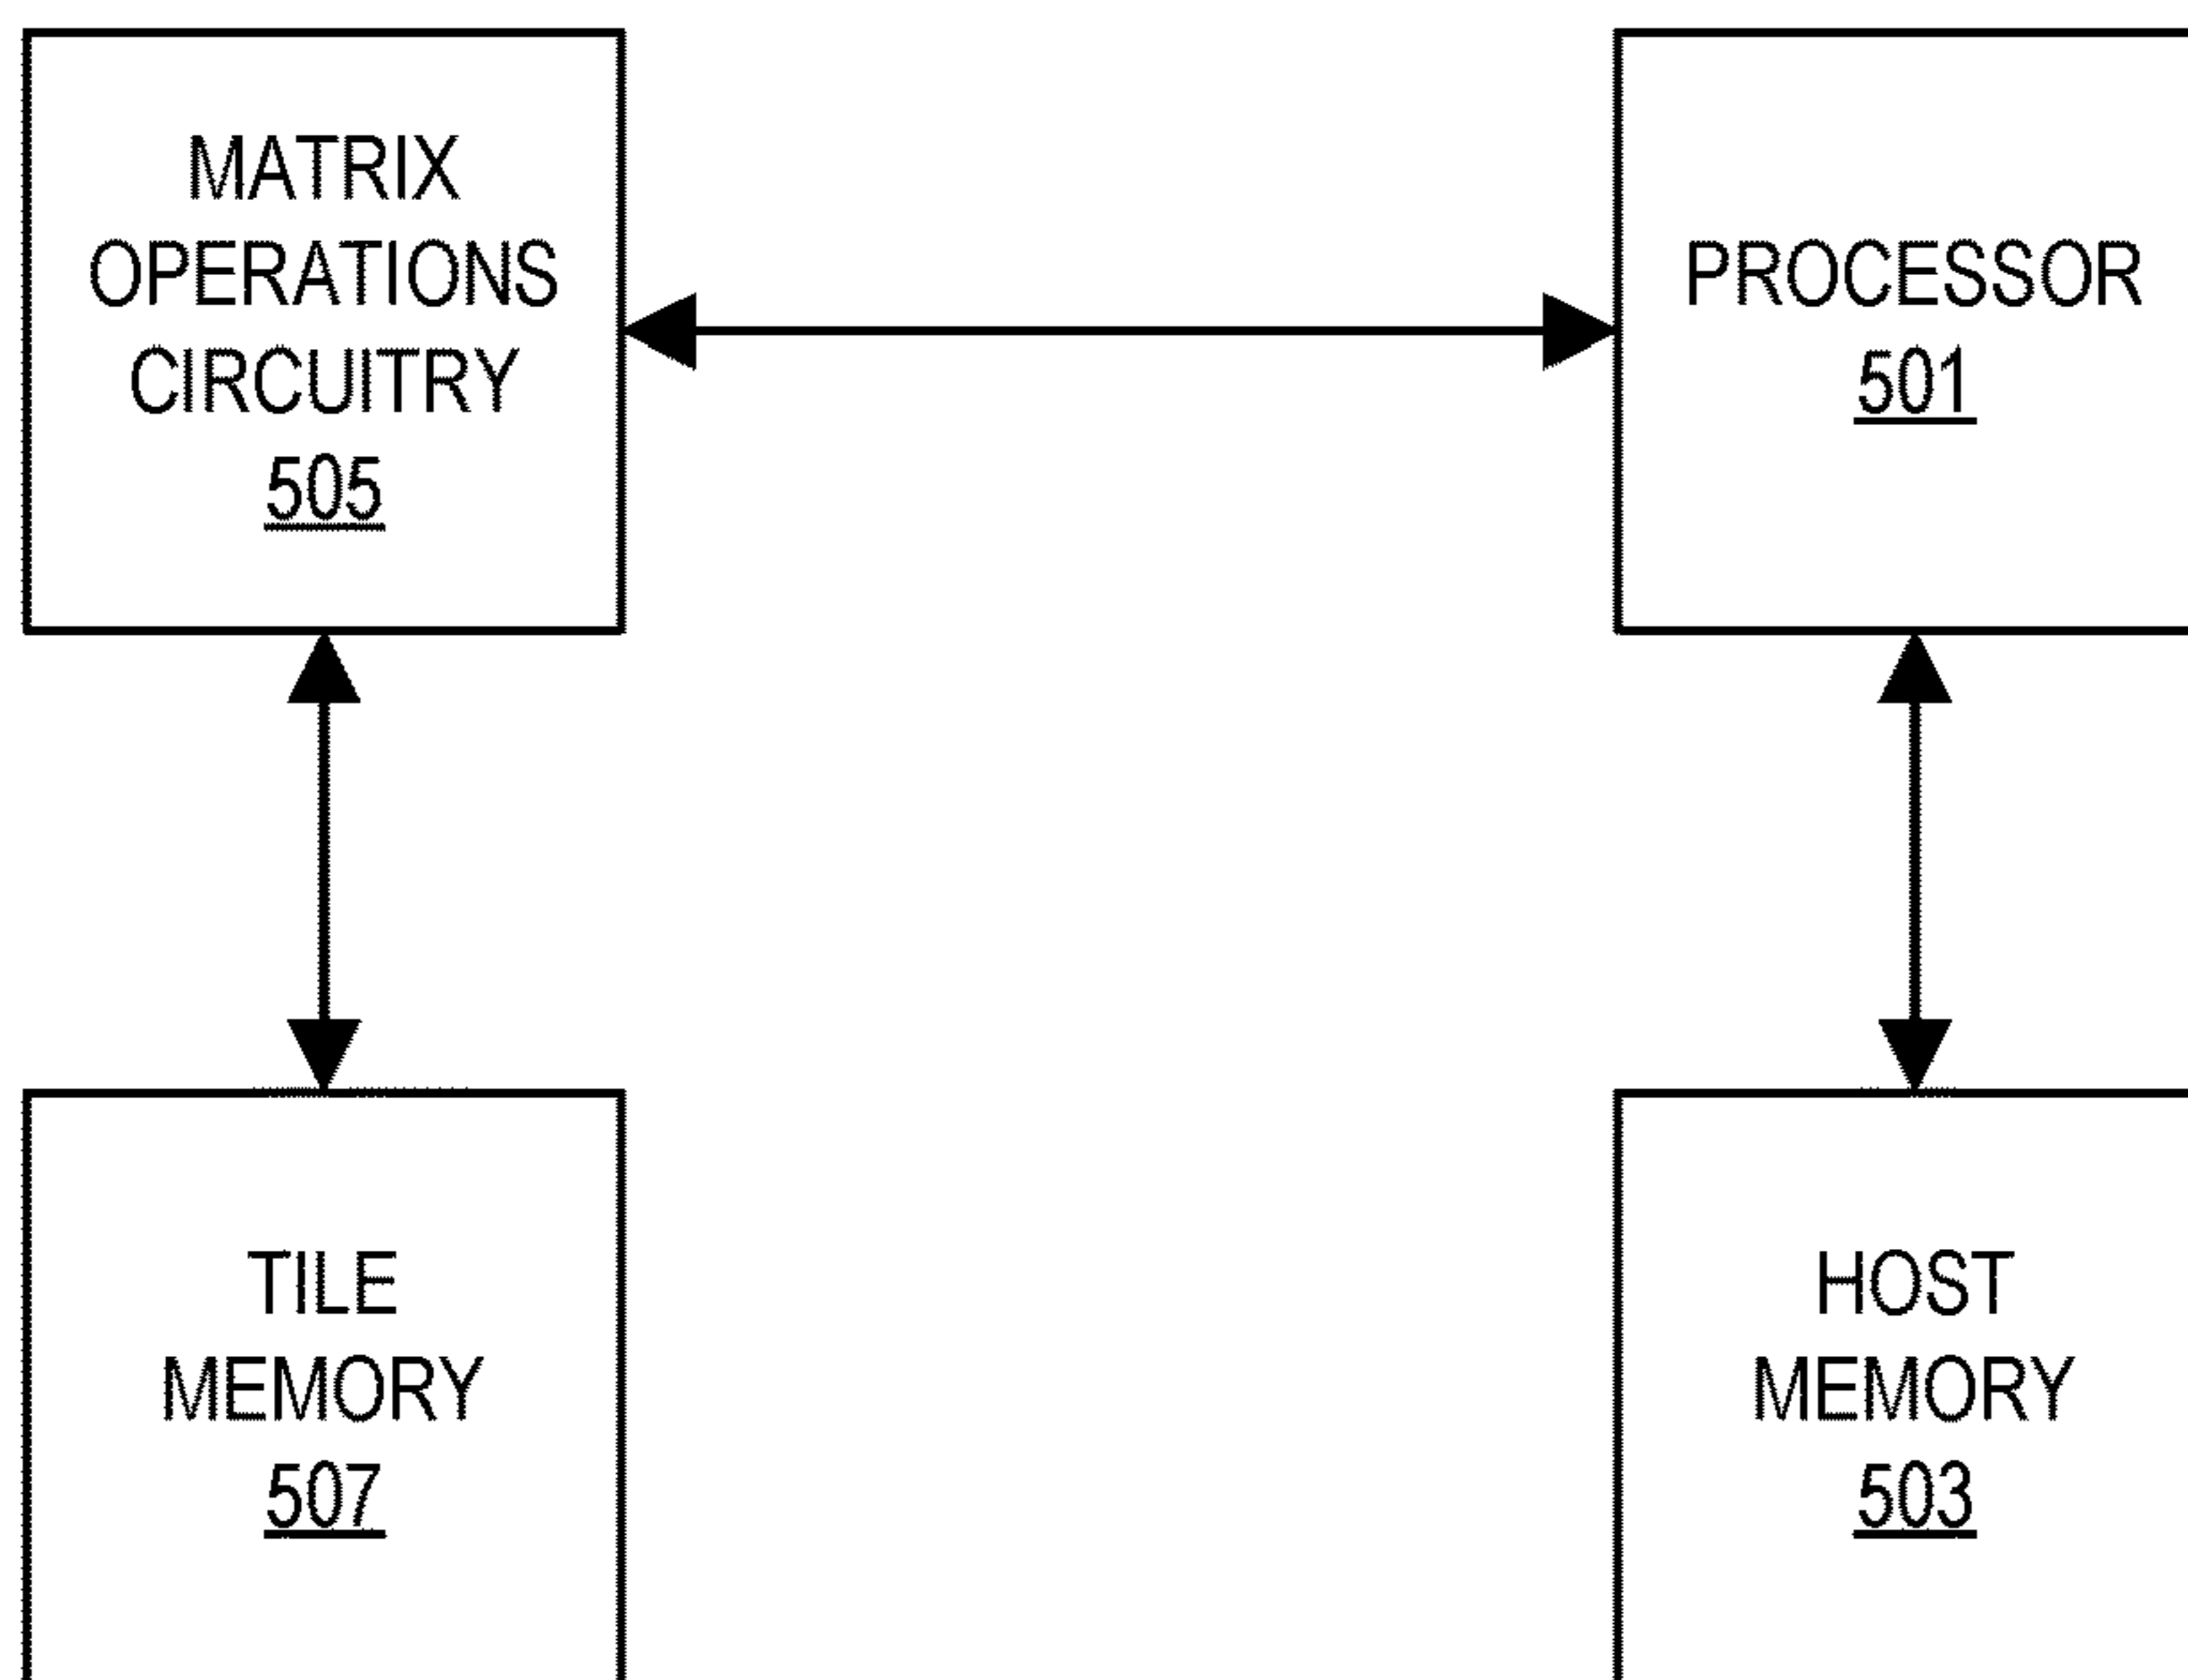 MATRIX
OPERATIONS
CIRCUITRY
505
PROCESSOR
501
TILE
MEMORY
507
HOST
MEMORY
503